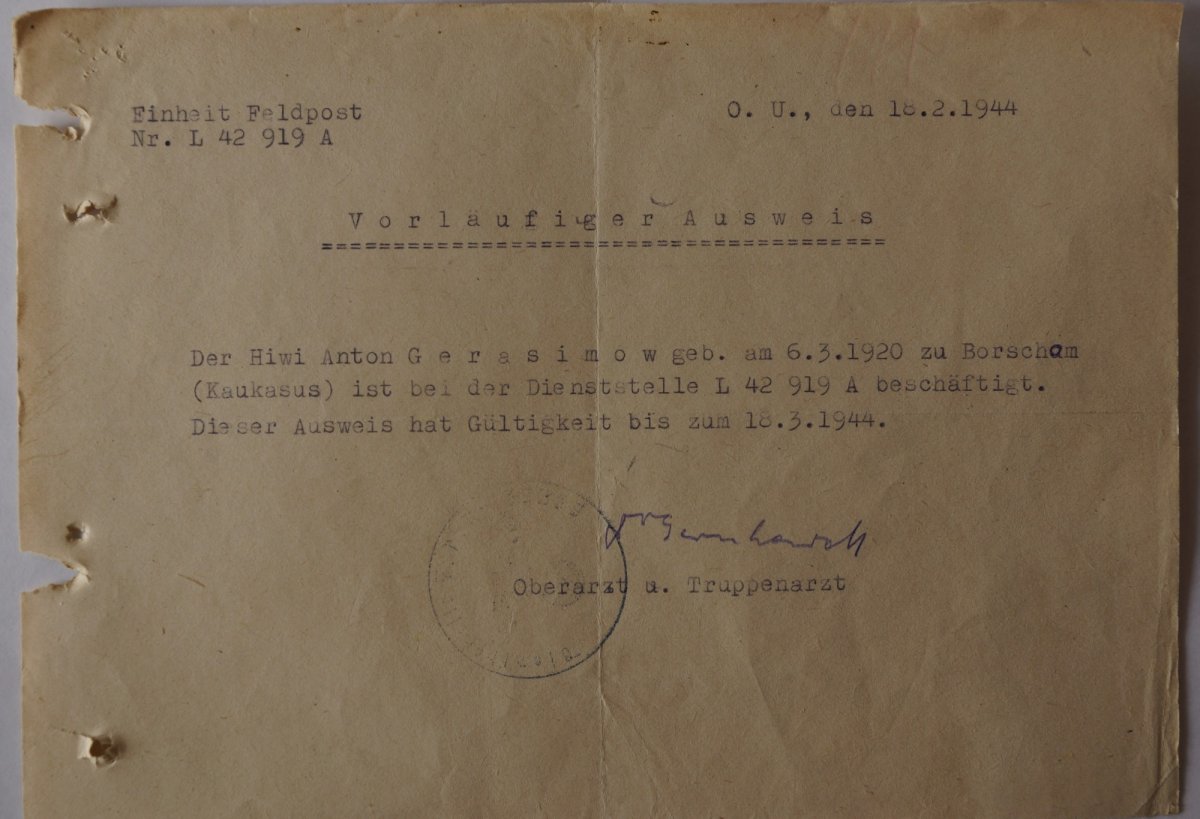 Einheit Feldpost
Nr. L 42 919 A
O. U., den 18.2.1944
Vorläufiger Ausweis
Der Hiwi Anton Gerasimow geb. am 6.3.1920 zu Borscham
(Kaukasus) ist bei der Dienststelle L 42 919 A beschäftigt.
Dieser Ausweis hat Gültigkeit bis zum 18.3.1944.
Oberarzt u. Truppenarzt